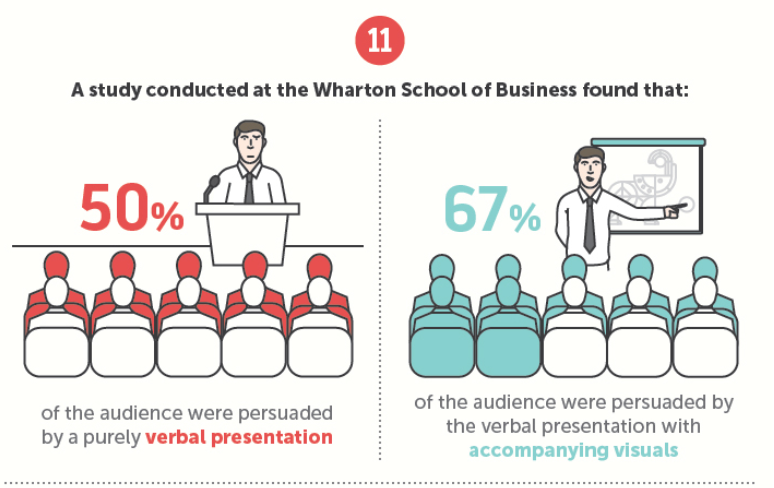 11
A study conducted at the Wharton School of Business found that:
50%
of the audience were persuaded
by a purely verbal presentation
67%
of the audience were persuaded by
the verbal presentation with
accompanying visuals